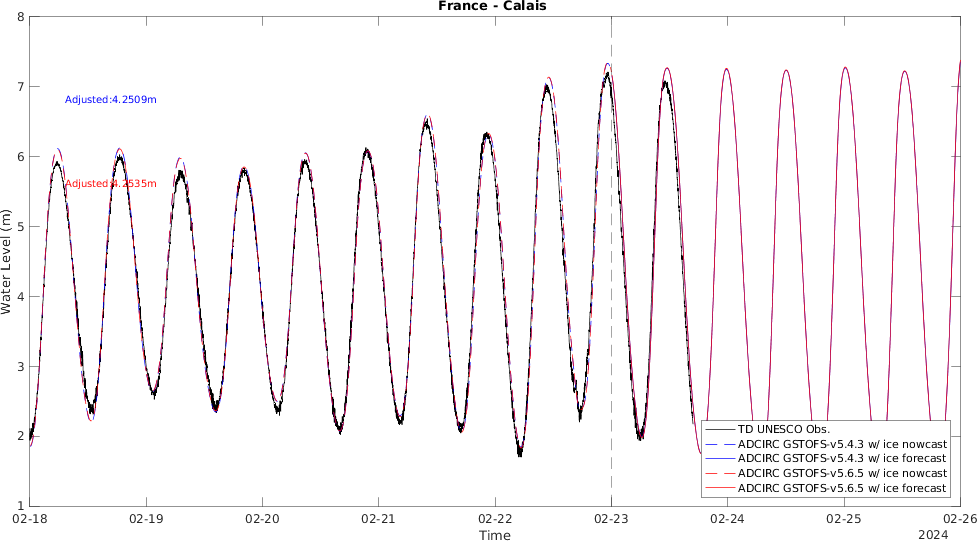 France - Calais
8
7
6
5
4
3
2
1
Water Level (m)
Adjusted:4.2509m
Adjusted:4.2535m
TD UNESCO Obs.
ADCIRC GSTOFS-v5.4.3 w/ ice nowcast
ADCIRC GSTOFS-v5.4.3 w/ ice forecast
ADCIRC GSTOFS-v5.6.5 w/ ice nowcast
ADCIRC GSTOFS-v5.6.5 w/ ice forecast
02-18 02-19 02-20 02-21 02-22 02-23 02-24 02-25 02-26
Time
2024